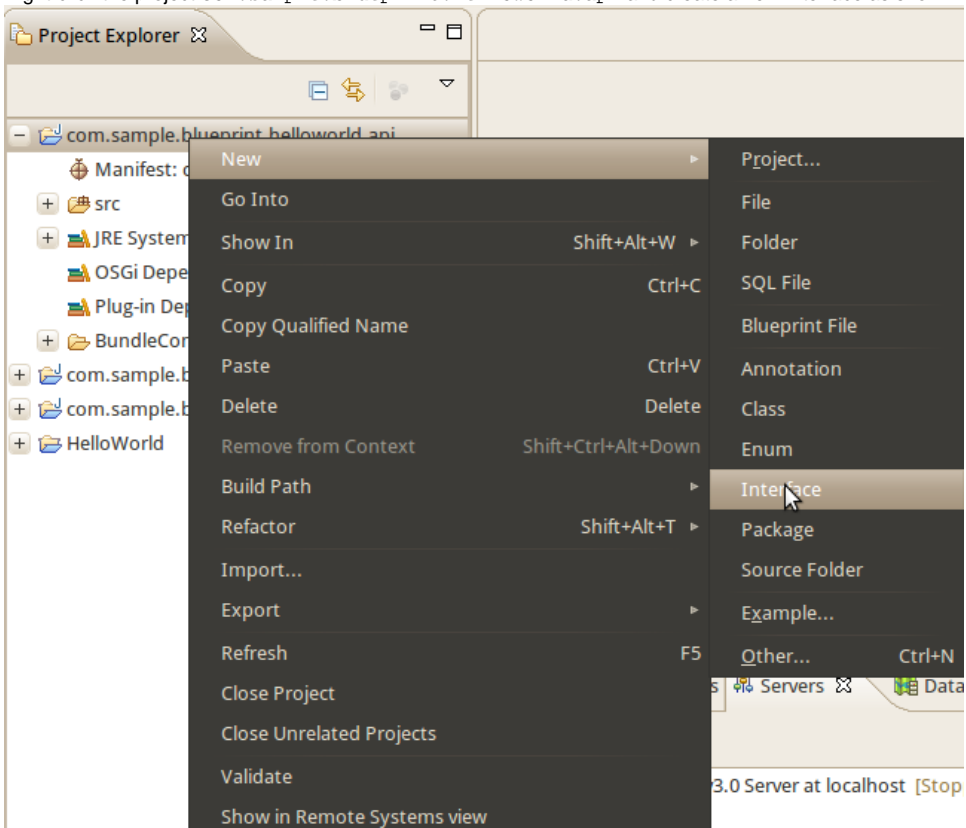 Project Explorer
com.sample.blueprint.helloworld.api
Manifest:
src
JRE System
OSGi Depe
Plug-in Dep
BundleCon
com.sample.b
com.sample.b
HelloWorld
New
Go Into
Show In Shift+Alt+W
Copy Ctrl+C
Copy Qualified Name
Paste Ctrl+V
Delete Delete
Remove from Context Shift+Ctrl+Alt+Down
Build Path
Refactor Shift+Alt+T
Import...
Export
Refresh F5
Close Project
Close Unrelated Projects
Validate
Show in Remote Systems view
Project...
File
Folder
SQL File
Blueprint File
Annotation
Class
Enum
Interface
Package
Source Folder
Example...
Other... Ctrl+N
s Servers Data
v3.0 Server at localhost [Stop